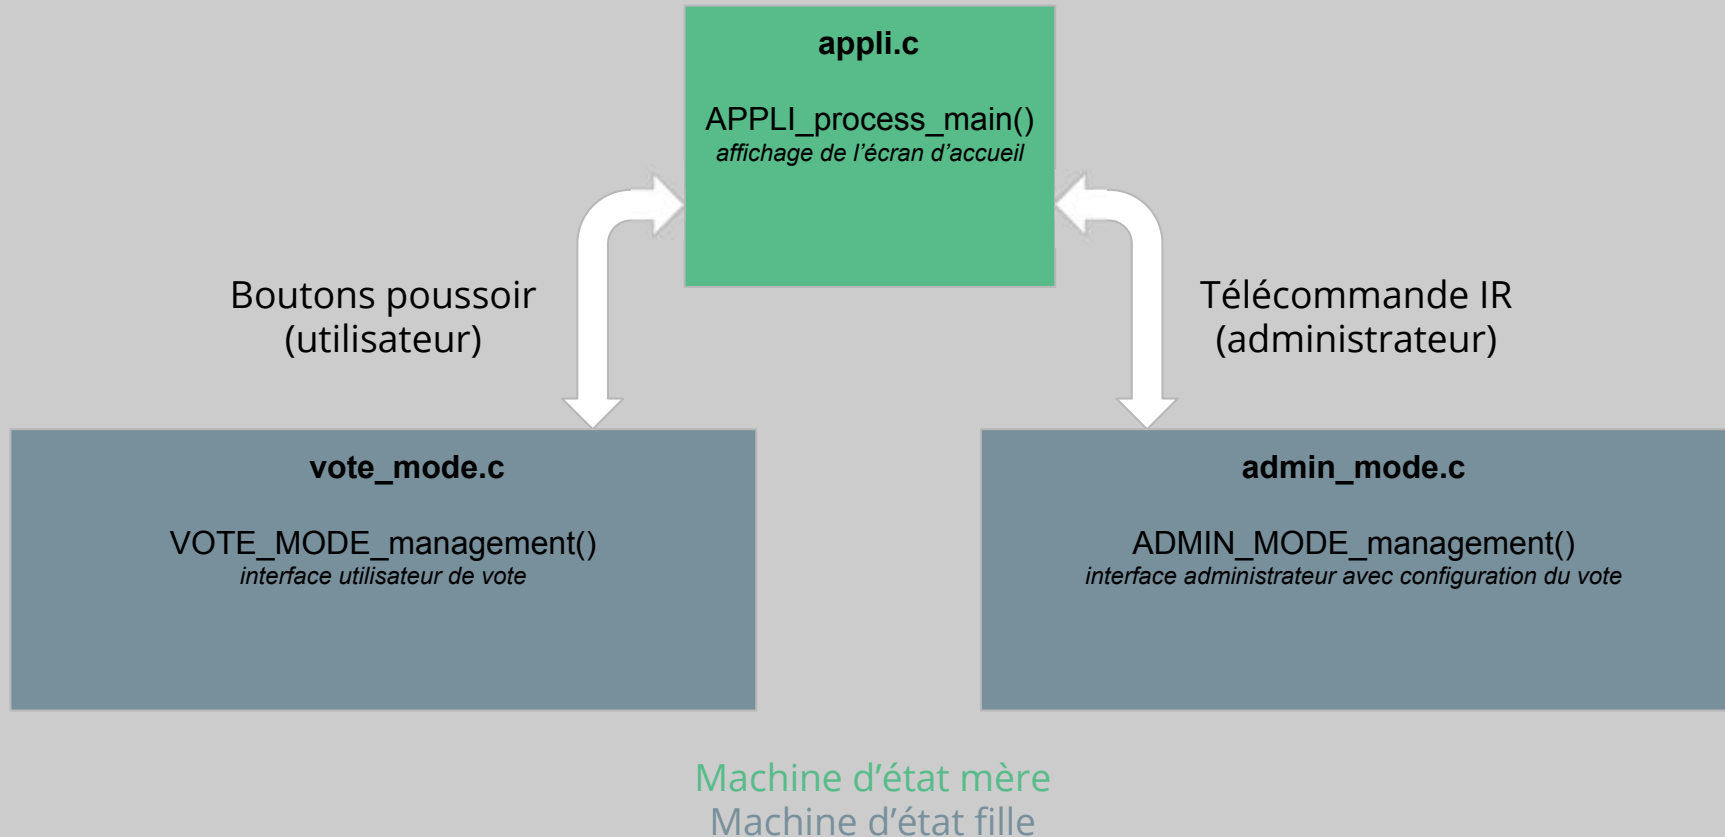 appli.c
APPLI_process_main()
affichage de l’écran d’accueil
Boutons poussoir
(utilisateur)
Télécommande IR
(administrateur)
vote_mode.c
VOTE_MODE_management()
interface utilisateur de vote
admin_mode.c
ADMIN_MODE_management()
interface administrateur avec configuration du vote
Machine d’état mère
Machine d’état fille